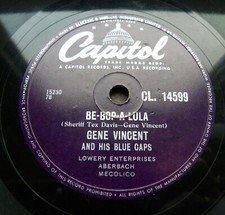 Capitol
TRADE MARK REG.
A CAPITOL RECORDS INC. - U.S.A. RECORDING
15230
78
CL. 14599
BE-BOP-A-LULA
(Sheriff Tex Davis—Gene Vincent)
GENE VINCENT
AND HIS BLUE CAPS
LOWERY ENTERPRISES
ABERBACH
MECOLICO